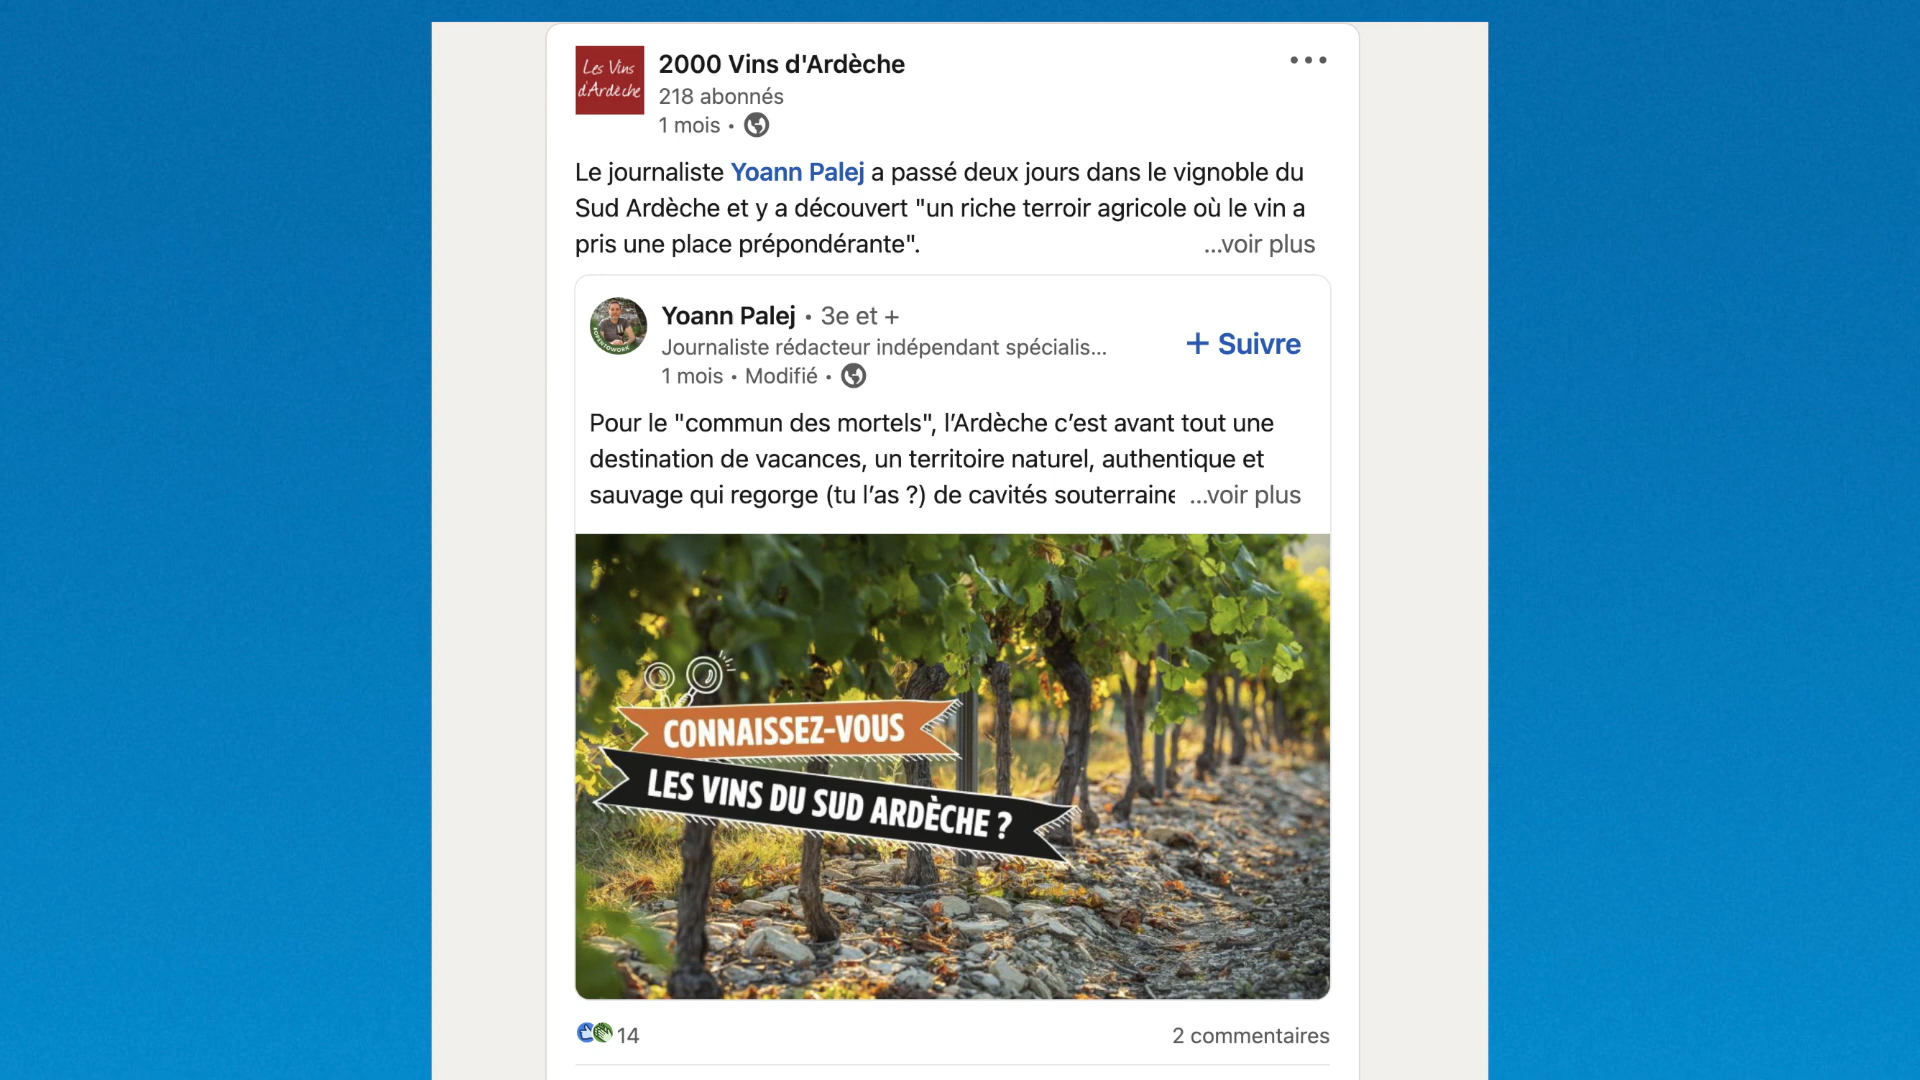 Les Vins
d'Ardèche
2000 Vins d'Ardèche
218 abonnés
1 mois •
Le journaliste Yoann Palej a passé deux jours dans le vignoble du
Sud Ardèche et y a découvert "un riche terroir agricole où le vin a
pris une place prépondérante". ...voir plus
Yoann Palej • 3e et +
Journaliste rédacteur indépendant spécialis...
+ Suivre
1 mois • Modifié •
#OPENTOWORK
Pour le "commun des mortels", l’Ardèche c’est avant tout une
destination de vacances, un territoire naturel, authentique et
sauvage qui regorge (tu l’as ?) de cavités souterraine ...voir plus
CONNAISSEZ-VOUS
LES VINS DU SUD ARDÈCHE ?
14
2 commentaires